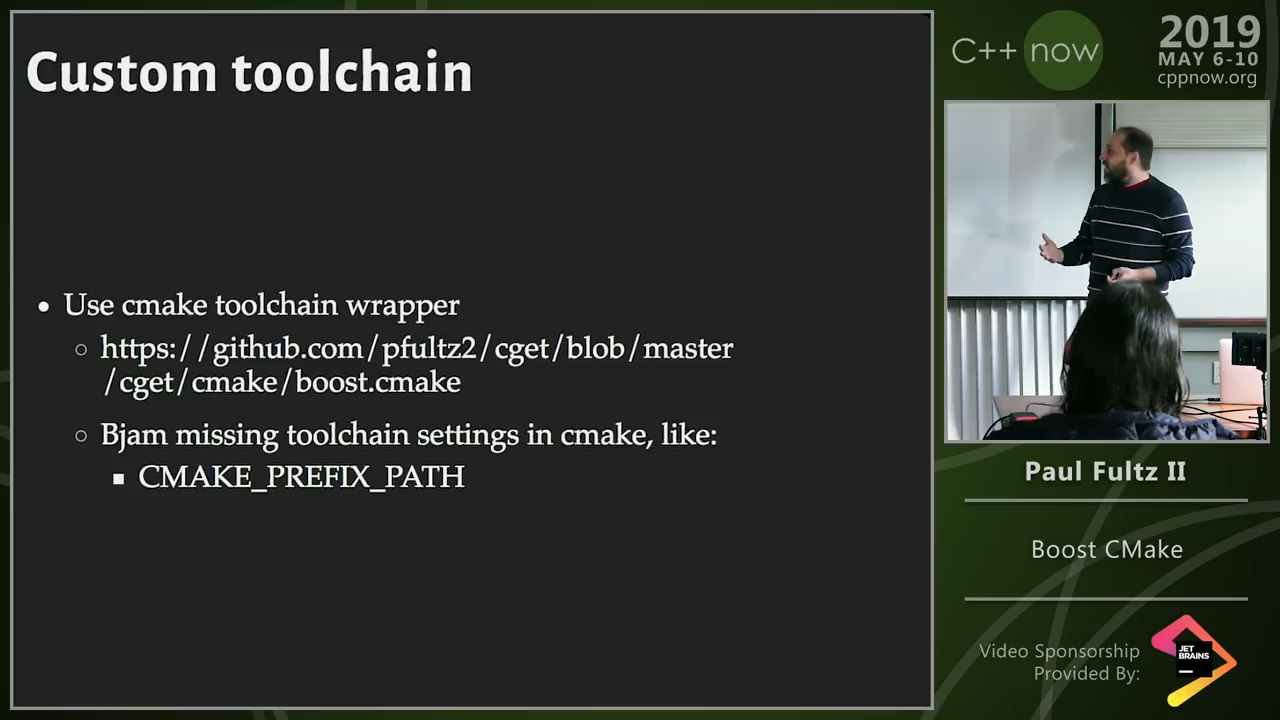 Custom toolchain
• Use cmake toolchain wrapper
○ https://github.com/pfultz2/cget/blob/master
/cget/cmake/boost.cmake
○ Bjam missing toolchain settings in cmake, like:
■ CMAKE_PREFIX_PATH
C++ now
2019
MAY 6-10
cppnow.org
Paul Fultz II
Boost CMake
Video Sponsorship
Provided By:
JET
BRAINS